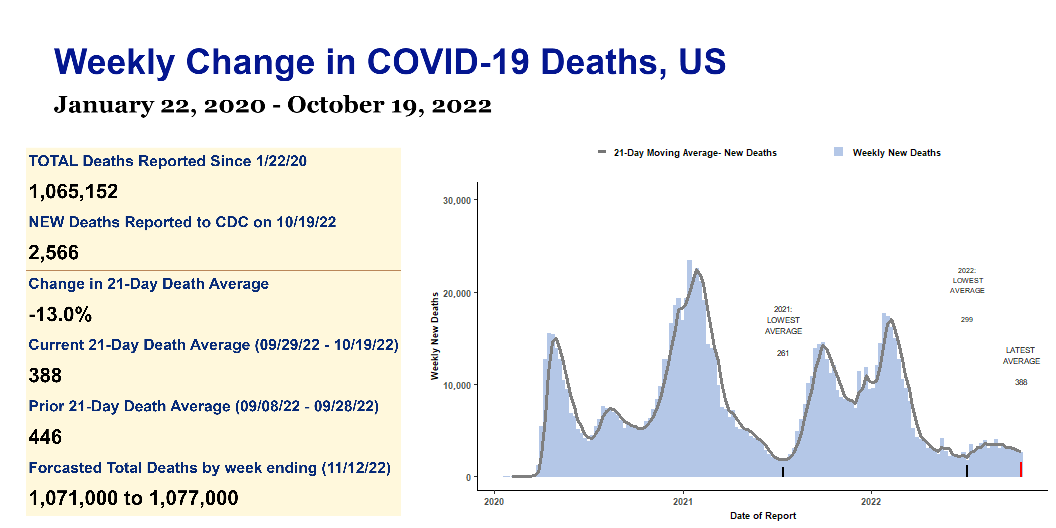 Weekly Change in COVID-19 Deaths, US
January 22, 2020 - October 19, 2022
TOTAL Deaths Reported Since 1/22/20
1,065,152
NEW Deaths Reported to CDC on 10/19/22
2,566
Change in 21-Day Death Average
-13.0%
Current 21-Day Death Average (09/29/22 - 10/19/22)
388
Prior 21-Day Death Average (09/08/22 - 09/28/22)
446
Forcasted Total Deaths by week ending (11/12/22)
1,071,000 to 1,077,000
21-Day Moving Average- New Deaths
Weekly New Deaths
Weekly New Deaths
30,000
20,000
10,000
0
2021:
LOWEST
AVERAGE
261
2022:
LOWEST
AVERAGE
299
LATEST
AVERAGE
388
2020
2021
2022
Date of Report